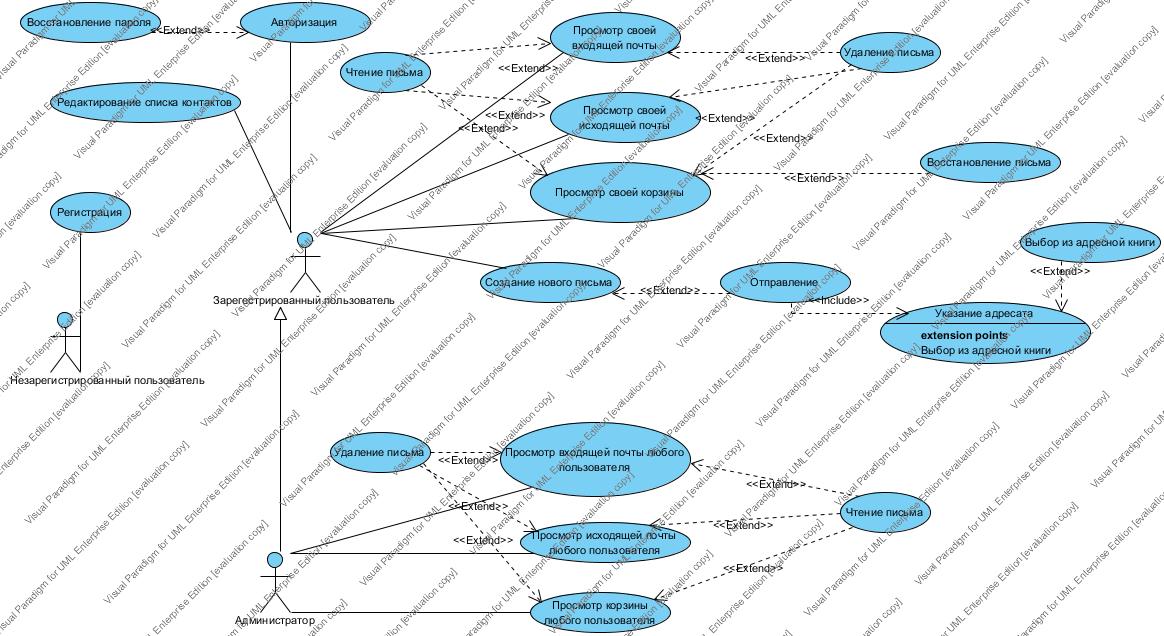 Восстановление пароля
<<Extend>>
Авторизация
Просмотр своей
входящей почты
Чтение письма
<<Extend>>
<<Extend>>
Удаление письма
Редактирование списка контактов
Просмотр своей
исходящей почты
<<Extend>>
<<Extend>>
<<Extend>>
<<Extend>>
Восстановление письма
<<Extend>>
Просмотр своей корзины
Регистрация
Выбор из адресной книги
<<Extend>>
Создание нового письма
<<Extend>>
Отправление
<<Include>>
Зарегестрированный пользователь
Указание адресата
extension points
Выбор из адресной книги
Незарегистрированный пользователь
Удаление письма
<<Extend>>
Просмотр входящей почты любого
пользователя
<<Extend>>
<<Extend>>
Чтение письма
<<Extend>>
<<Extend>>
Просмотр исходящей почты
любого пользователя
<<Extend>>
Просмотр корзины
любого пользователя
Администратор
Visual Paradigm for UML Enterprise Edition [evaluation copy]